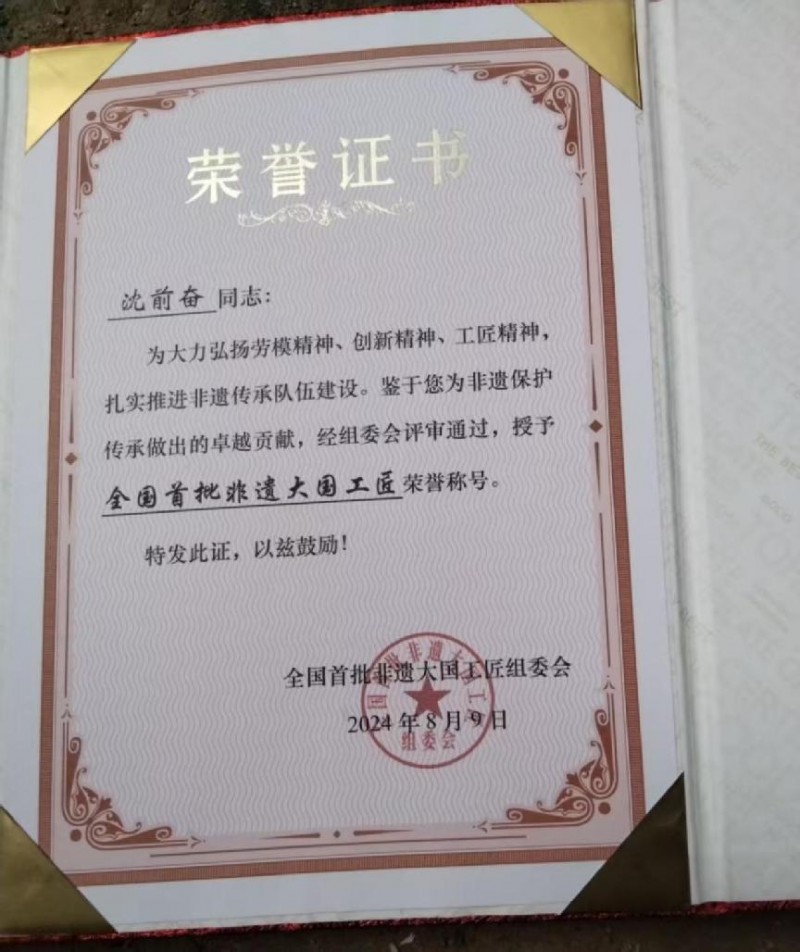 荣誉证书
沈前奋 同志：
为大力弘扬劳模精神、创新精神、工匠精神，
扎实推进非遗传承队伍建设。鉴于您为非遗保护
传承做出的卓越贡献，经组委会评审通过，授予
全国首批非遗大国工匠荣誉称号。
特发此证，以兹鼓励！
全国首批非遗大国工匠组委会
2024年8月9日
组委会